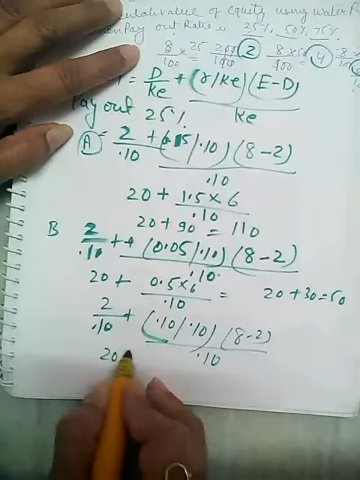 value of equity using
Pay out Ratio 25%, 50%, 75%
8/100 × 25 200/100 (2) 8 × 50/100 = (4)
= D/Ke + (r/Ke)(E-D)/Ke
Pay out 25%
(A) = 2/.10 + (.15/.10)(8-2)/.10
20 + 1.5×6/.10
20 + 90 = 110
B 2/.10 + (0.05/.10)(8-2)/.10
20 + 0.5×6/.10 = 20+30=50
2/.10 + (.10/.10)(8-2)/.10
20